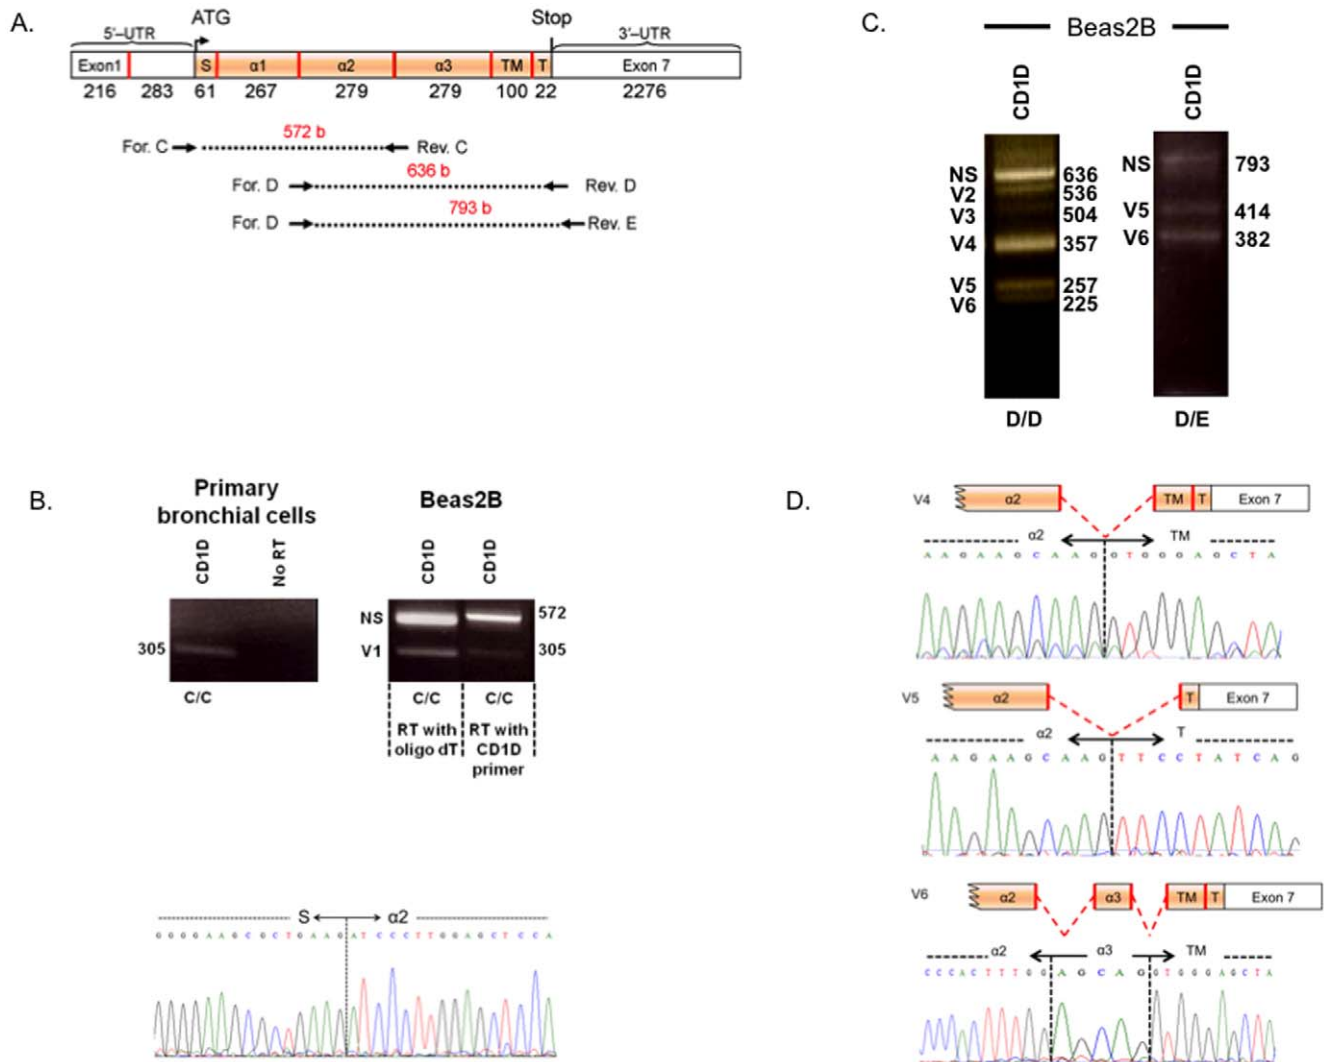 A.
ATG
Stop
5'–UTR
3'–UTR
Exon1
S
α1
α2
α3
TM
T
Exon 7
216 283 61 267 279 279 100 22 2276
572 b
For. C
Rev. C
636 b
For. D
Rev. D
793 b
For. D
Rev. E
C.
Beas2B
CD1D
CD1D
NS 636
V2 536
V3 504
V4 357
V5 257
V6 225
D/D
NS 793
V5 414
V6 382
D/E
B.
Primary
bronchial cells
CD1D
No RT
305
C/C
Beas2B
CD1D
CD1D
NS 572
V1 305
C/C C/C
RT with RT with
oligo dT CD1D
primer
S α2
G G G G A A G C G C T G A A G A T C C C T T G G A G C T C C A
D.
V4
α2
TM T Exon 7
α2 TM
A A G A A G C A A G G T G G G A G C T A
V5
α2
T Exon 7
α2 T
A A G A A G C A A G T T C C T A T C A G
V6
α2
α3
TM T Exon 7
α2 α3 TM
C C C A C T T T G G A G C A G G T G G G A G C T A